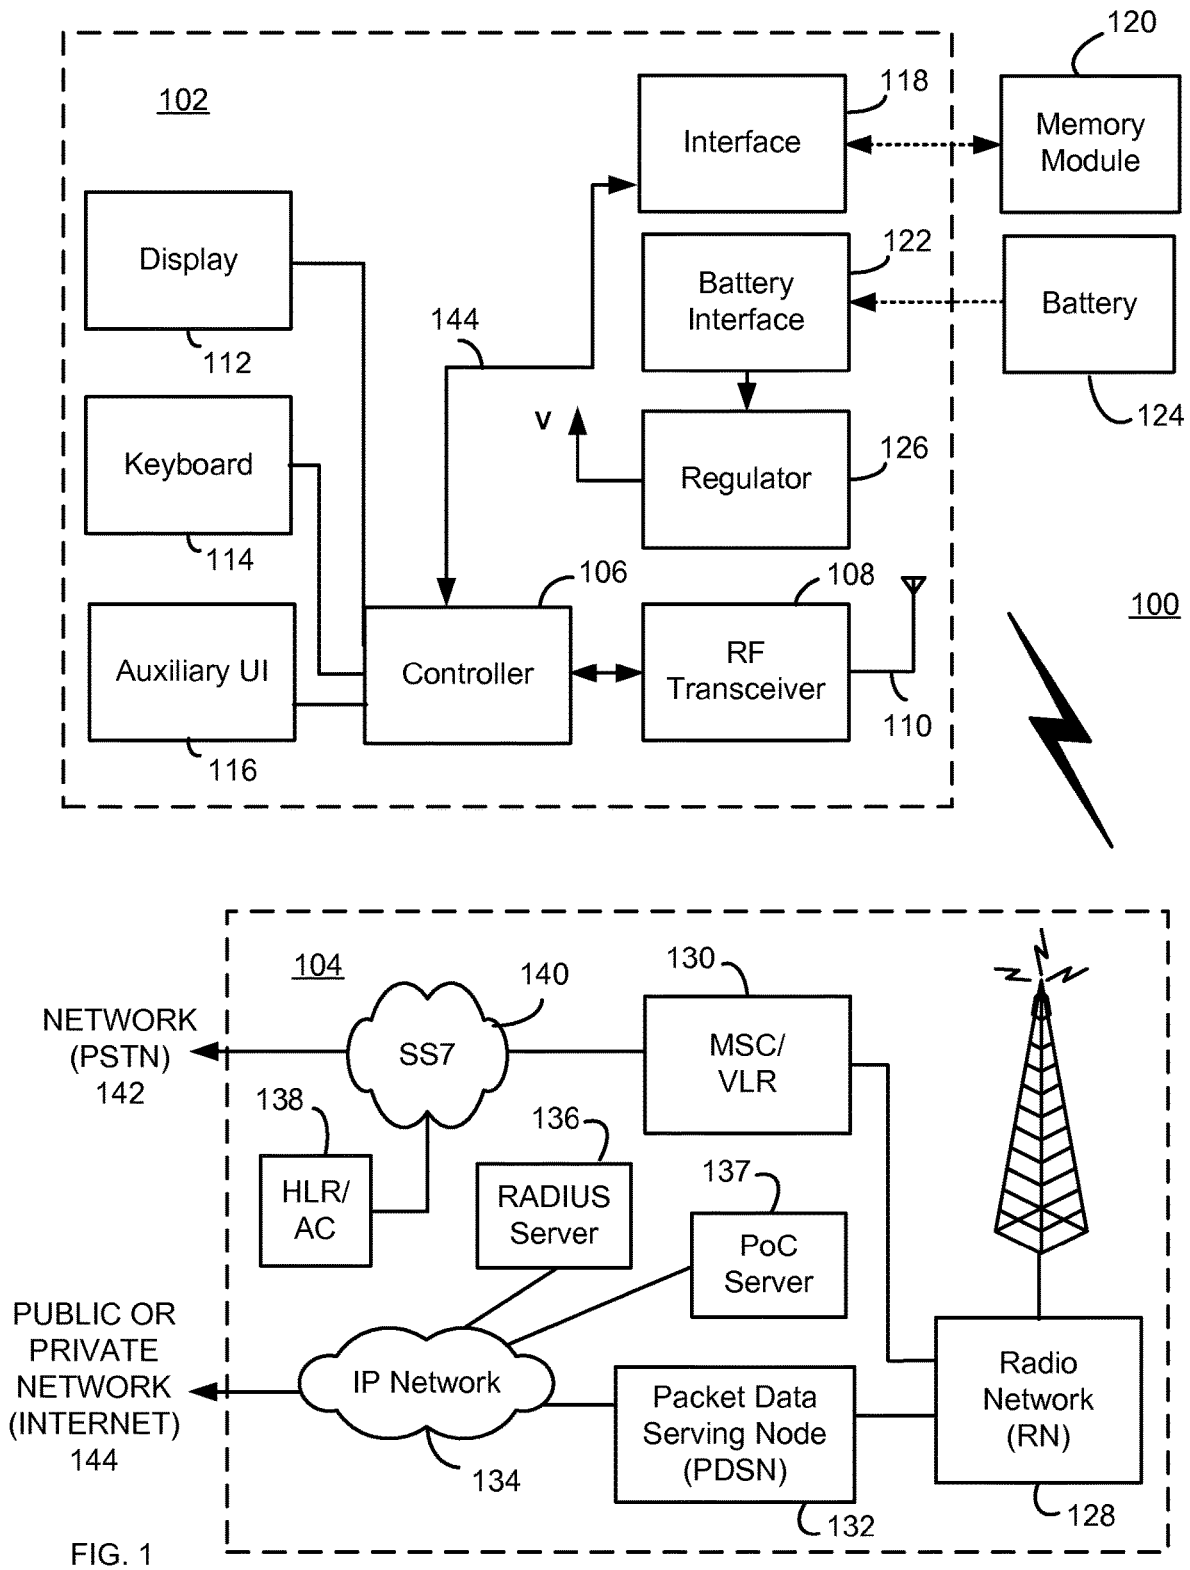 120
102
118
Interface
Memory
Module
Display
122
Battery
Interface
Battery
144
112
124
V
126
Keyboard
Regulator
114
106
108
100
Auxiliary UI
Controller
RF
Transceiver
110
116
104
140
130
NETWORK
(PSTN)
142
SS7
MSC/
VLR
138
136
137
HLR/
AC
RADIUS
Server
PoC
Server
PUBLIC OR
PRIVATE
NETWORK
(INTERNET)
144
IP Network
134
Packet Data
Serving Node
(PDSN)
132
Radio
Network
(RN)
128
FIG. 1